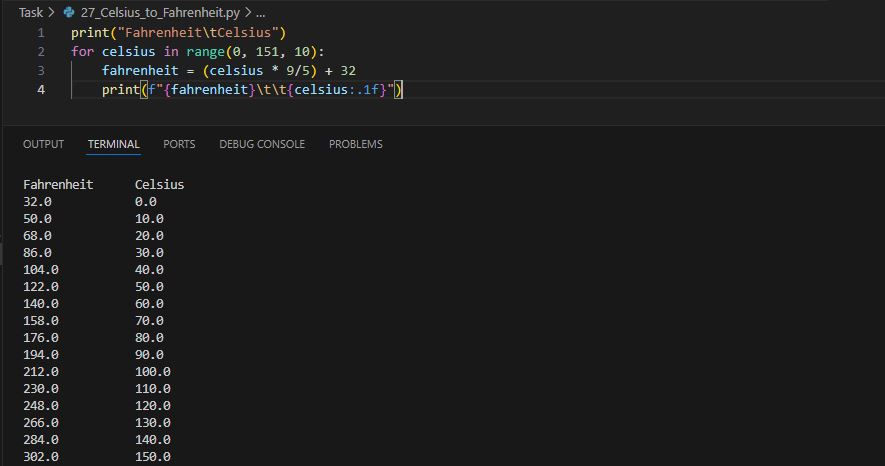 Task > 27_Celsius_to_Fahrenheit.py > ...
1 print("Fahrenheit\tCelsius")
2 for celsius in range(0, 151, 10):
3     fahrenheit = (celsius * 9/5) + 32
4     print(f"{fahrenheit}\t\t{celsius:.1f}")
OUTPUT TERMINAL PORTS DEBUG CONSOLE PROBLEMS
Fahrenheit Celsius
32.0 0.0
50.0 10.0
68.0 20.0
86.0 30.0
104.0 40.0
122.0 50.0
140.0 60.0
158.0 70.0
176.0 80.0
194.0 90.0
212.0 100.0
230.0 110.0
248.0 120.0
266.0 130.0
284.0 140.0
302.0 150.0